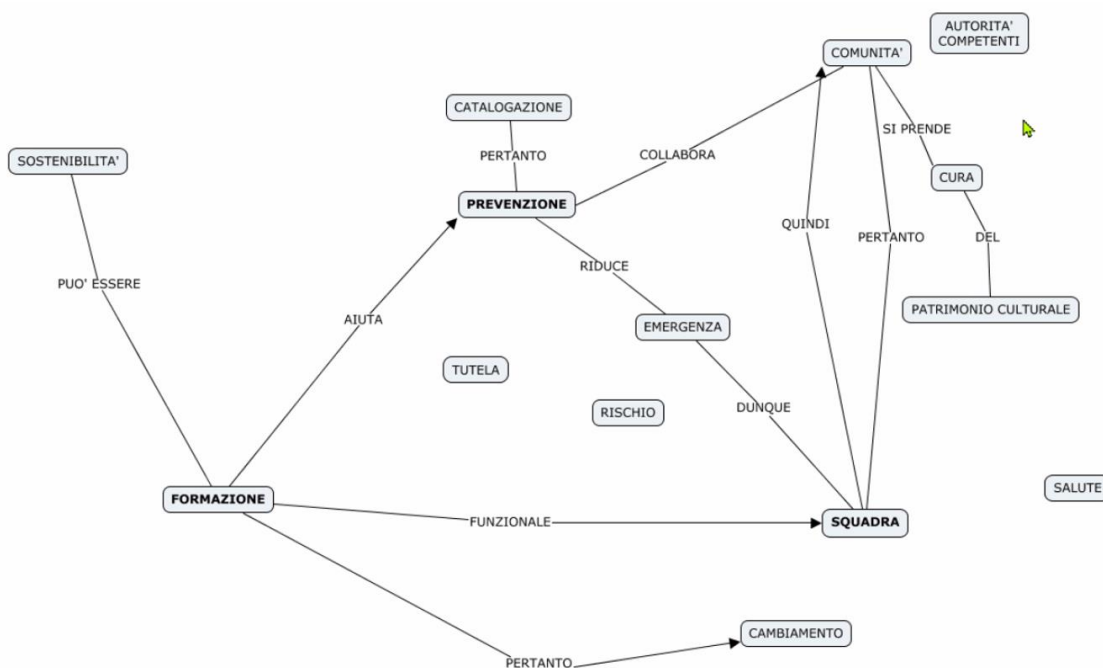 AUTORITA'
COMPETENTI
COMUNITA'
CATALOGAZIONE
SI PRENDE
PERTANTO
COLLABORA
SOSTENIBILITA'
CURA
PREVENZIONE
QUINDI
PERTANTO
DEL
RIDUCE
PUO' ESSERE
PATRIMONIO CULTURALE
AIUTA
EMERGENZA
TUTELA
DUNQUE
RISCHIO
SALUTE
FORMAZIONE
FUNZIONALE
SQUADRA
CAMBIAMENTO
PERTANTO